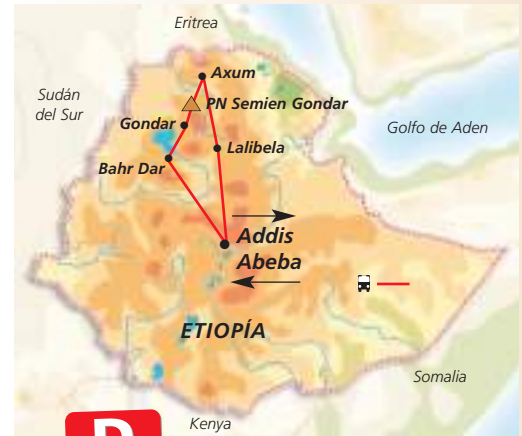 Eritrea
Axum
Sudán
del Sur
PN Semien Gondar
Gondar
Golfo de Aden
Lalibela
Bahr Dar
Addis
Abeba
ETIOPÍA
Somalia
Kenya
D